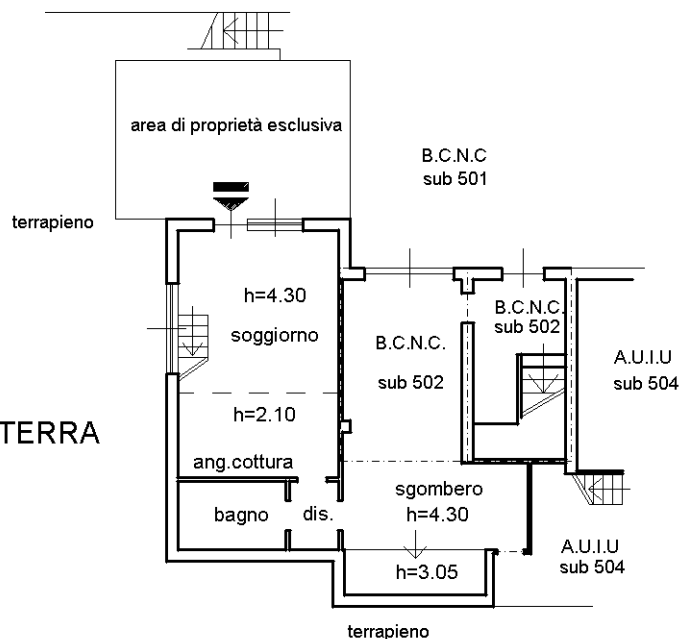 area di proprietà esclusiva
B.C.N.C
sub 501
terrapieno
h=4.30
soggiorno
B.C.N.C.
sub 502
B.C.N.C.
sub 502
A.U.I.U
sub 504
h=2.10
TERRA
ang.cottura
sgombero
h=4.30
bagno
dis.
A.U.I.U
sub 504
h=3.05
terrapieno